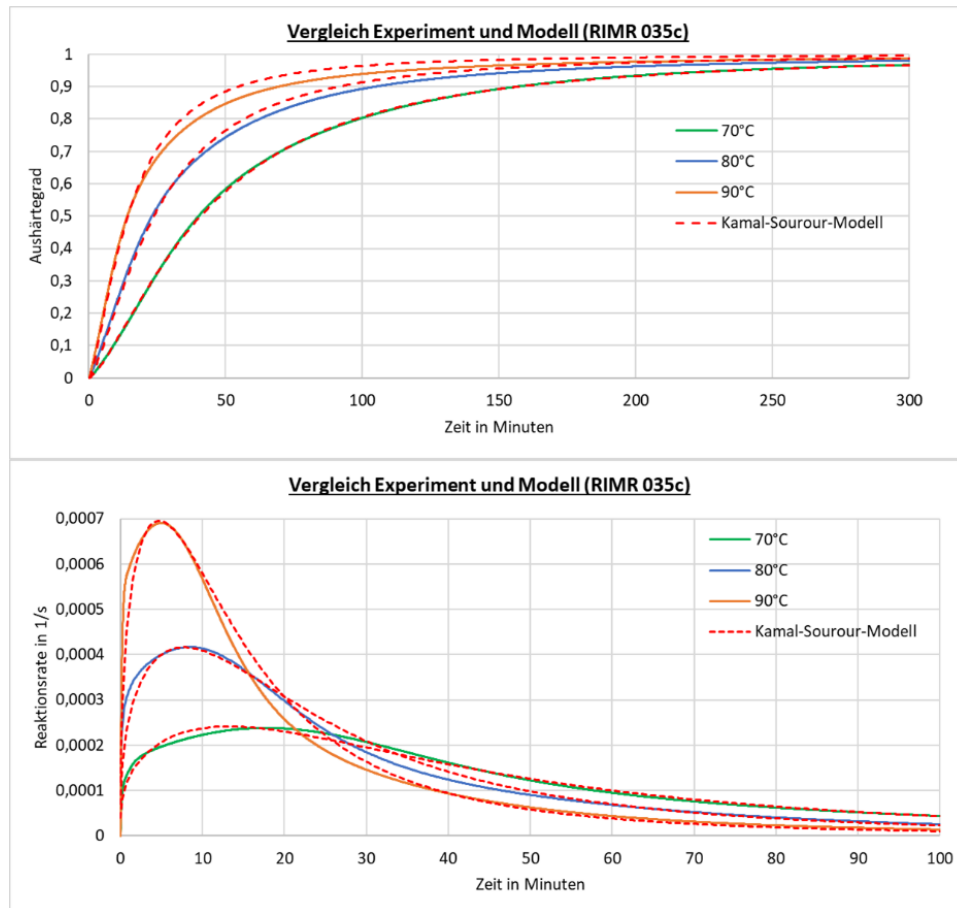 Vergleich Experiment und Modell (RIMR 035c)
1
0,9
0,8
0,7
0,6
0,5
0,4
0,3
0,2
0,1
0
Aushärtegrad
70°C
80°C
90°C
Kamal-Sourour-Modell
0 50 100 150 200 250 300
Zeit in Minuten
Vergleich Experiment und Modell (RIMR 035c)
0,0007
0,0006
0,0005
0,0004
0,0003
0,0002
0,0001
0
Reaktionsrate in 1/s
70°C
80°C
90°C
Kamal-Sourour-Modell
0 10 20 30 40 50 60 70 80 90 100
Zeit in Minuten